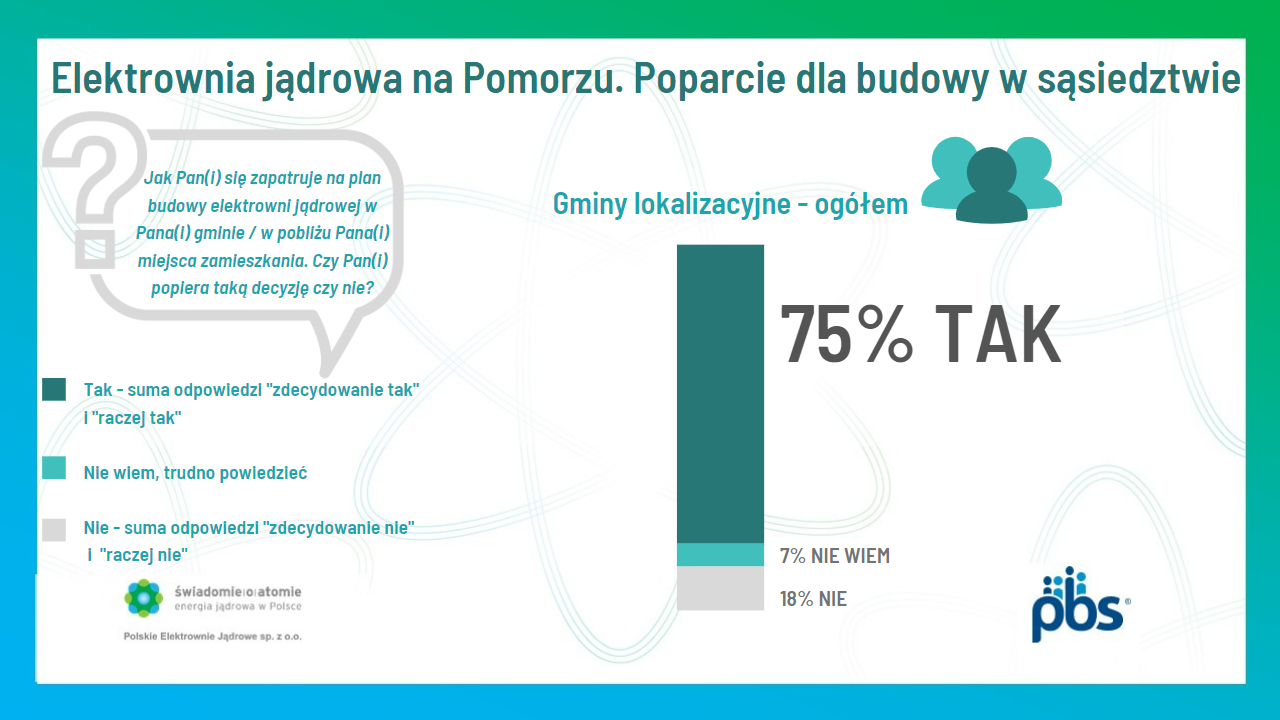 Elektrownia jądrowa na Pomorzu. Poparcie dla budowy w sąsiedztwie
?
Jak Pan(i) się zapatruje na plan
budowy elektrowni jądrowej w
Pana(i) gminie / w pobliżu Pana(i)
miejsca zamieszkania. Czy Pan(i)
popiera taką decyzję czy nie?
Gminy lokalizacyjne - ogółem
75% TAK
7% NIE WIEM
18% NIE
Tak - suma odpowiedzi "zdecydowanie tak"
i "raczej tak"
Nie wiem, trudno powiedzieć
Nie - suma odpowiedzi "zdecydowanie nie"
i "raczej nie"
świadomie|o|atomie
energia jądrowa w Polsce
Polskie Elektrownie Jądrowe sp. z o.o.
pbs®